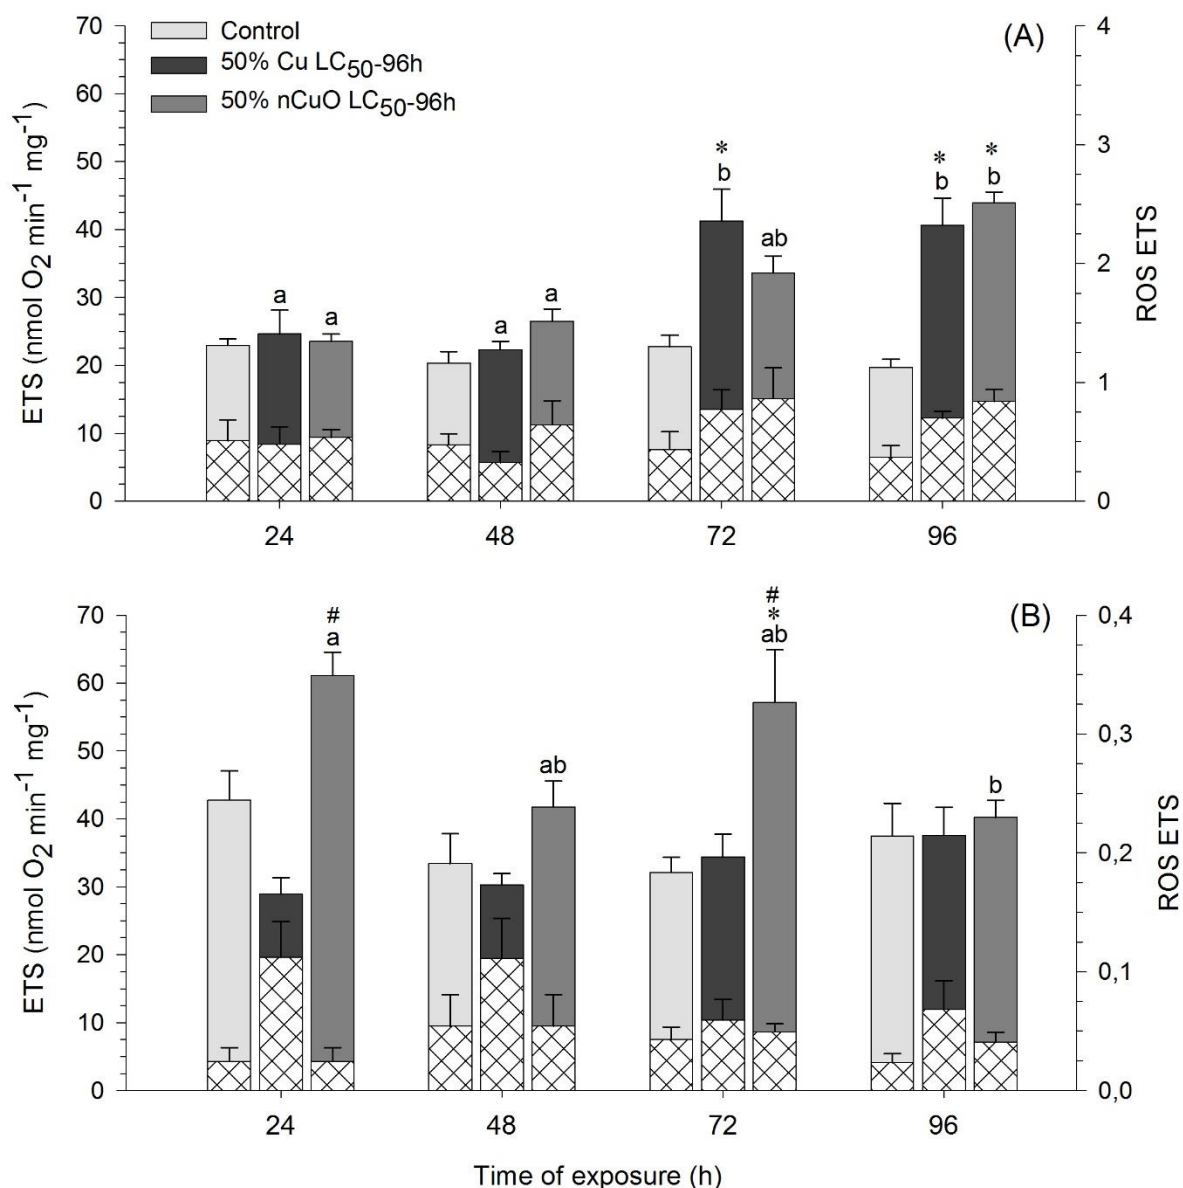 Control
50% Cu LC50-96h
50% nCuO LC50-96h
(A)
ETS (nmol O2 min-1 mg-1)
70
60
50
40
30
20
10
0
a
a
a
a
*
b
ab
*
b
*
b
4
3
2
1
0
ROS ETS
24 48 72 96
(B)
ETS (nmol O2 min-1 mg-1)
70
60
50
40
30
20
10
0
#
a
ab
#
*
ab
b
0,4
0,3
0,2
0,1
0,0
ROS ETS
24 48 72 96
Time of exposure (h)